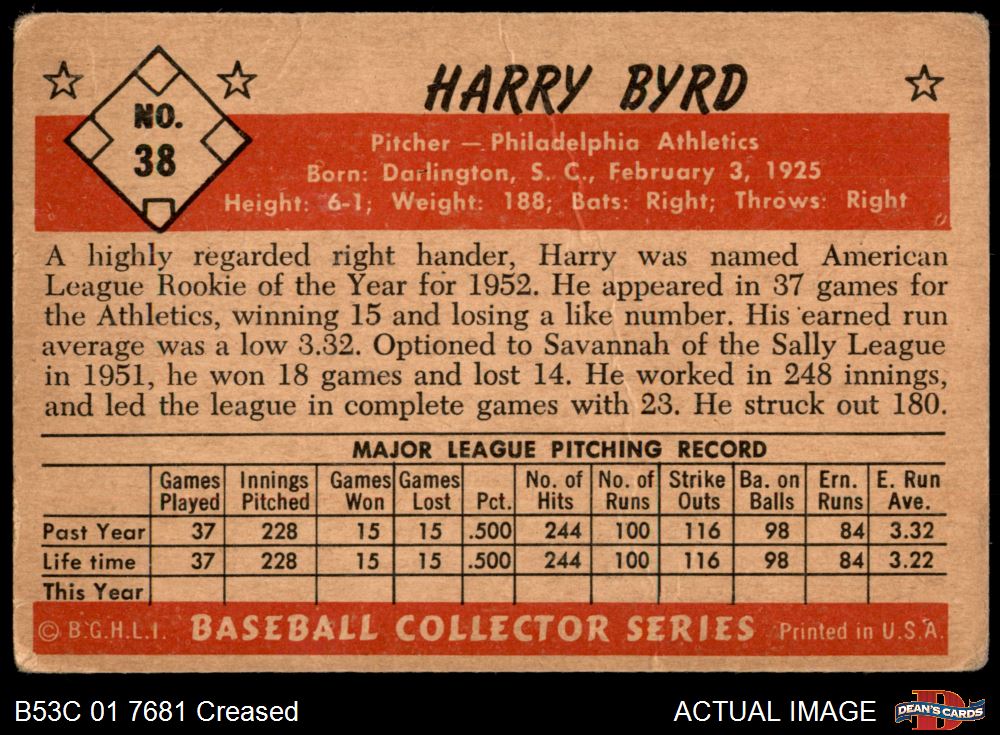 NO.
38
HARRY BYRD
Pitcher — Philadelphia Athletics
Born: Darlington, S. C., February 3, 1925
Height: 6-1; Weight: 188; Bats: Right; Throws: Right
A highly regarded right hander, Harry was named American
League Rookie of the Year for 1952. He appeared in 37 games for
the Athletics, winning 15 and losing a like number. His earned run
average was a low 3.32. Optioned to Savannah of the Sally League
in 1951, he won 18 games and lost 14. He worked in 248 innings,
and led the league in complete games with 23. He struck out 180.
MAJOR LEAGUE PITCHING RECORD
Games Innings Games Games No. of No. of Strike Ba. on Ern. E. Run
Played Pitched Won Lost Pct. Hits Runs Outs Balls Runs Ave.
Past Year 37 228 15 15 .500 244 100 116 98 84 3.32
Life time 37 228 15 15 .500 244 100 116 98 84 3.22
This Year
© B.G.H.L.I. BASEBALL COLLECTOR SERIES Printed in U.S.A.
B53C 01 7681 Creased ACTUAL IMAGE DEAN'S CARDS